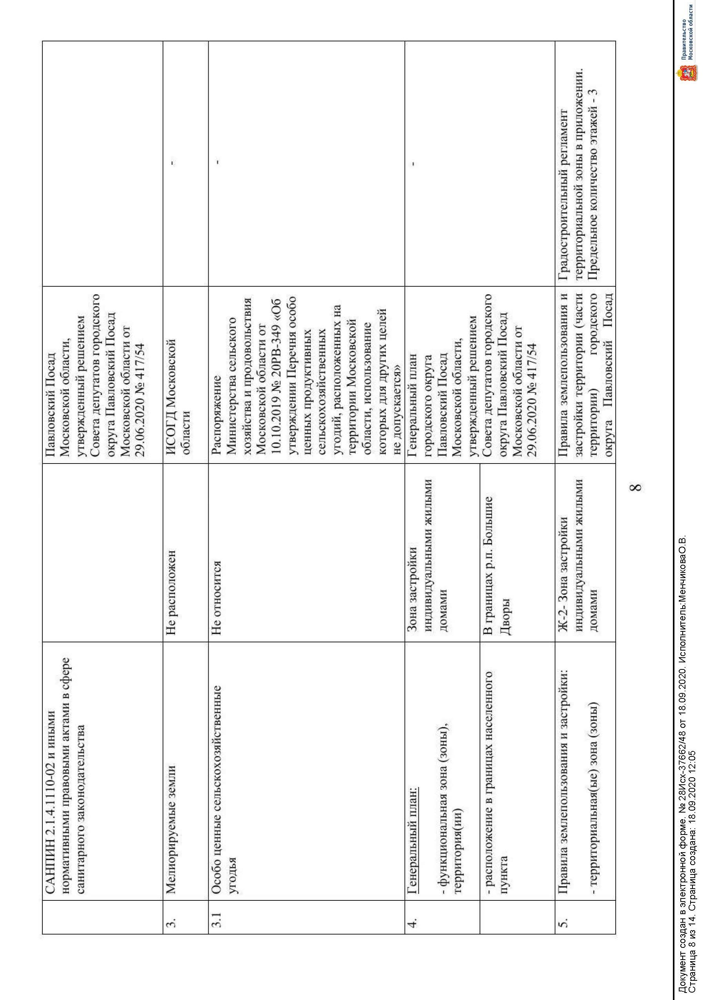 САНПИН 2.1.4.1110-02 и иными
нормативными правовыми актами в сфере
санитарного законодательства
Павловский Посад
Московской области,
утвержденный решением
Совета депутатов городского
округа Павловский Посад
Московской области от
29.06.2020 № 417/54
3.
Мелиорируемые земли
Не расположен
ИСОГД Московской
области
-
3.1
Особо ценные сельскохозяйственные
угодья
Не относится
Распоряжение
Министерства сельского
хозяйства и продовольствия
Московской области от
10.10.2019 № 20РВ-349 «Об
утверждении Перечня особо
ценных продуктивных
сельскохозяйственных
угодий, расположенных на
территории Московской
области, использование
которых для других целей
не допускается»
-
4.
Генеральный план:
- функциональная зона (зоны),
территория(ии)
Зона застройки
индивидуальными жилыми
домами
Генеральный план
городского округа
Павловский Посад
Московской области,
утвержденный решением
Совета депутатов городского
округа Павловский Посад
Московской области от
29.06.2020 № 417/54
-
- расположение в границах населенного
пункта
В границах р.п. Большие
Дворы
5.
Правила землепользования и застройки:
- территориальная(ые) зона (зоны)
Ж-2- Зона застройки
индивидуальными жилыми
домами
Правила землепользования и
застройки территории (части
территории) городского
округа Павловский Посад
Градостроительный регламент
территориальной зоны в приложении.
Предельное количество этажей - 3
8
Документ создан в электронной форме. № 28Исх-37662/48 от 18.09.2020. Исполнитель:МенчиковаО.В.
Страница 8 из 14. Страница создана: 18.09.2020 12:05
Правительство
Московской области